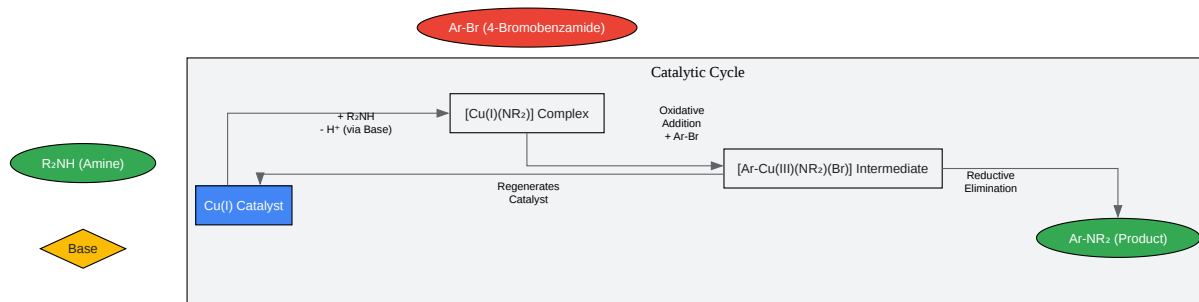 Ar-Br (4-Bromobenzamide)
Catalytic Cycle
+ R₂NH
- H⁺ (via Base)
[Cu(I)(NR₂)] Complex
Oxidative
Addition
+ Ar-Br
R₂NH (Amine)
[Ar-Cu(III)(NR₂)(Br)] Intermediate
Reductive
Elimination
Regenerates
Catalyst
Cu(I) Catalyst
Base
Ar-NR₂ (Product)